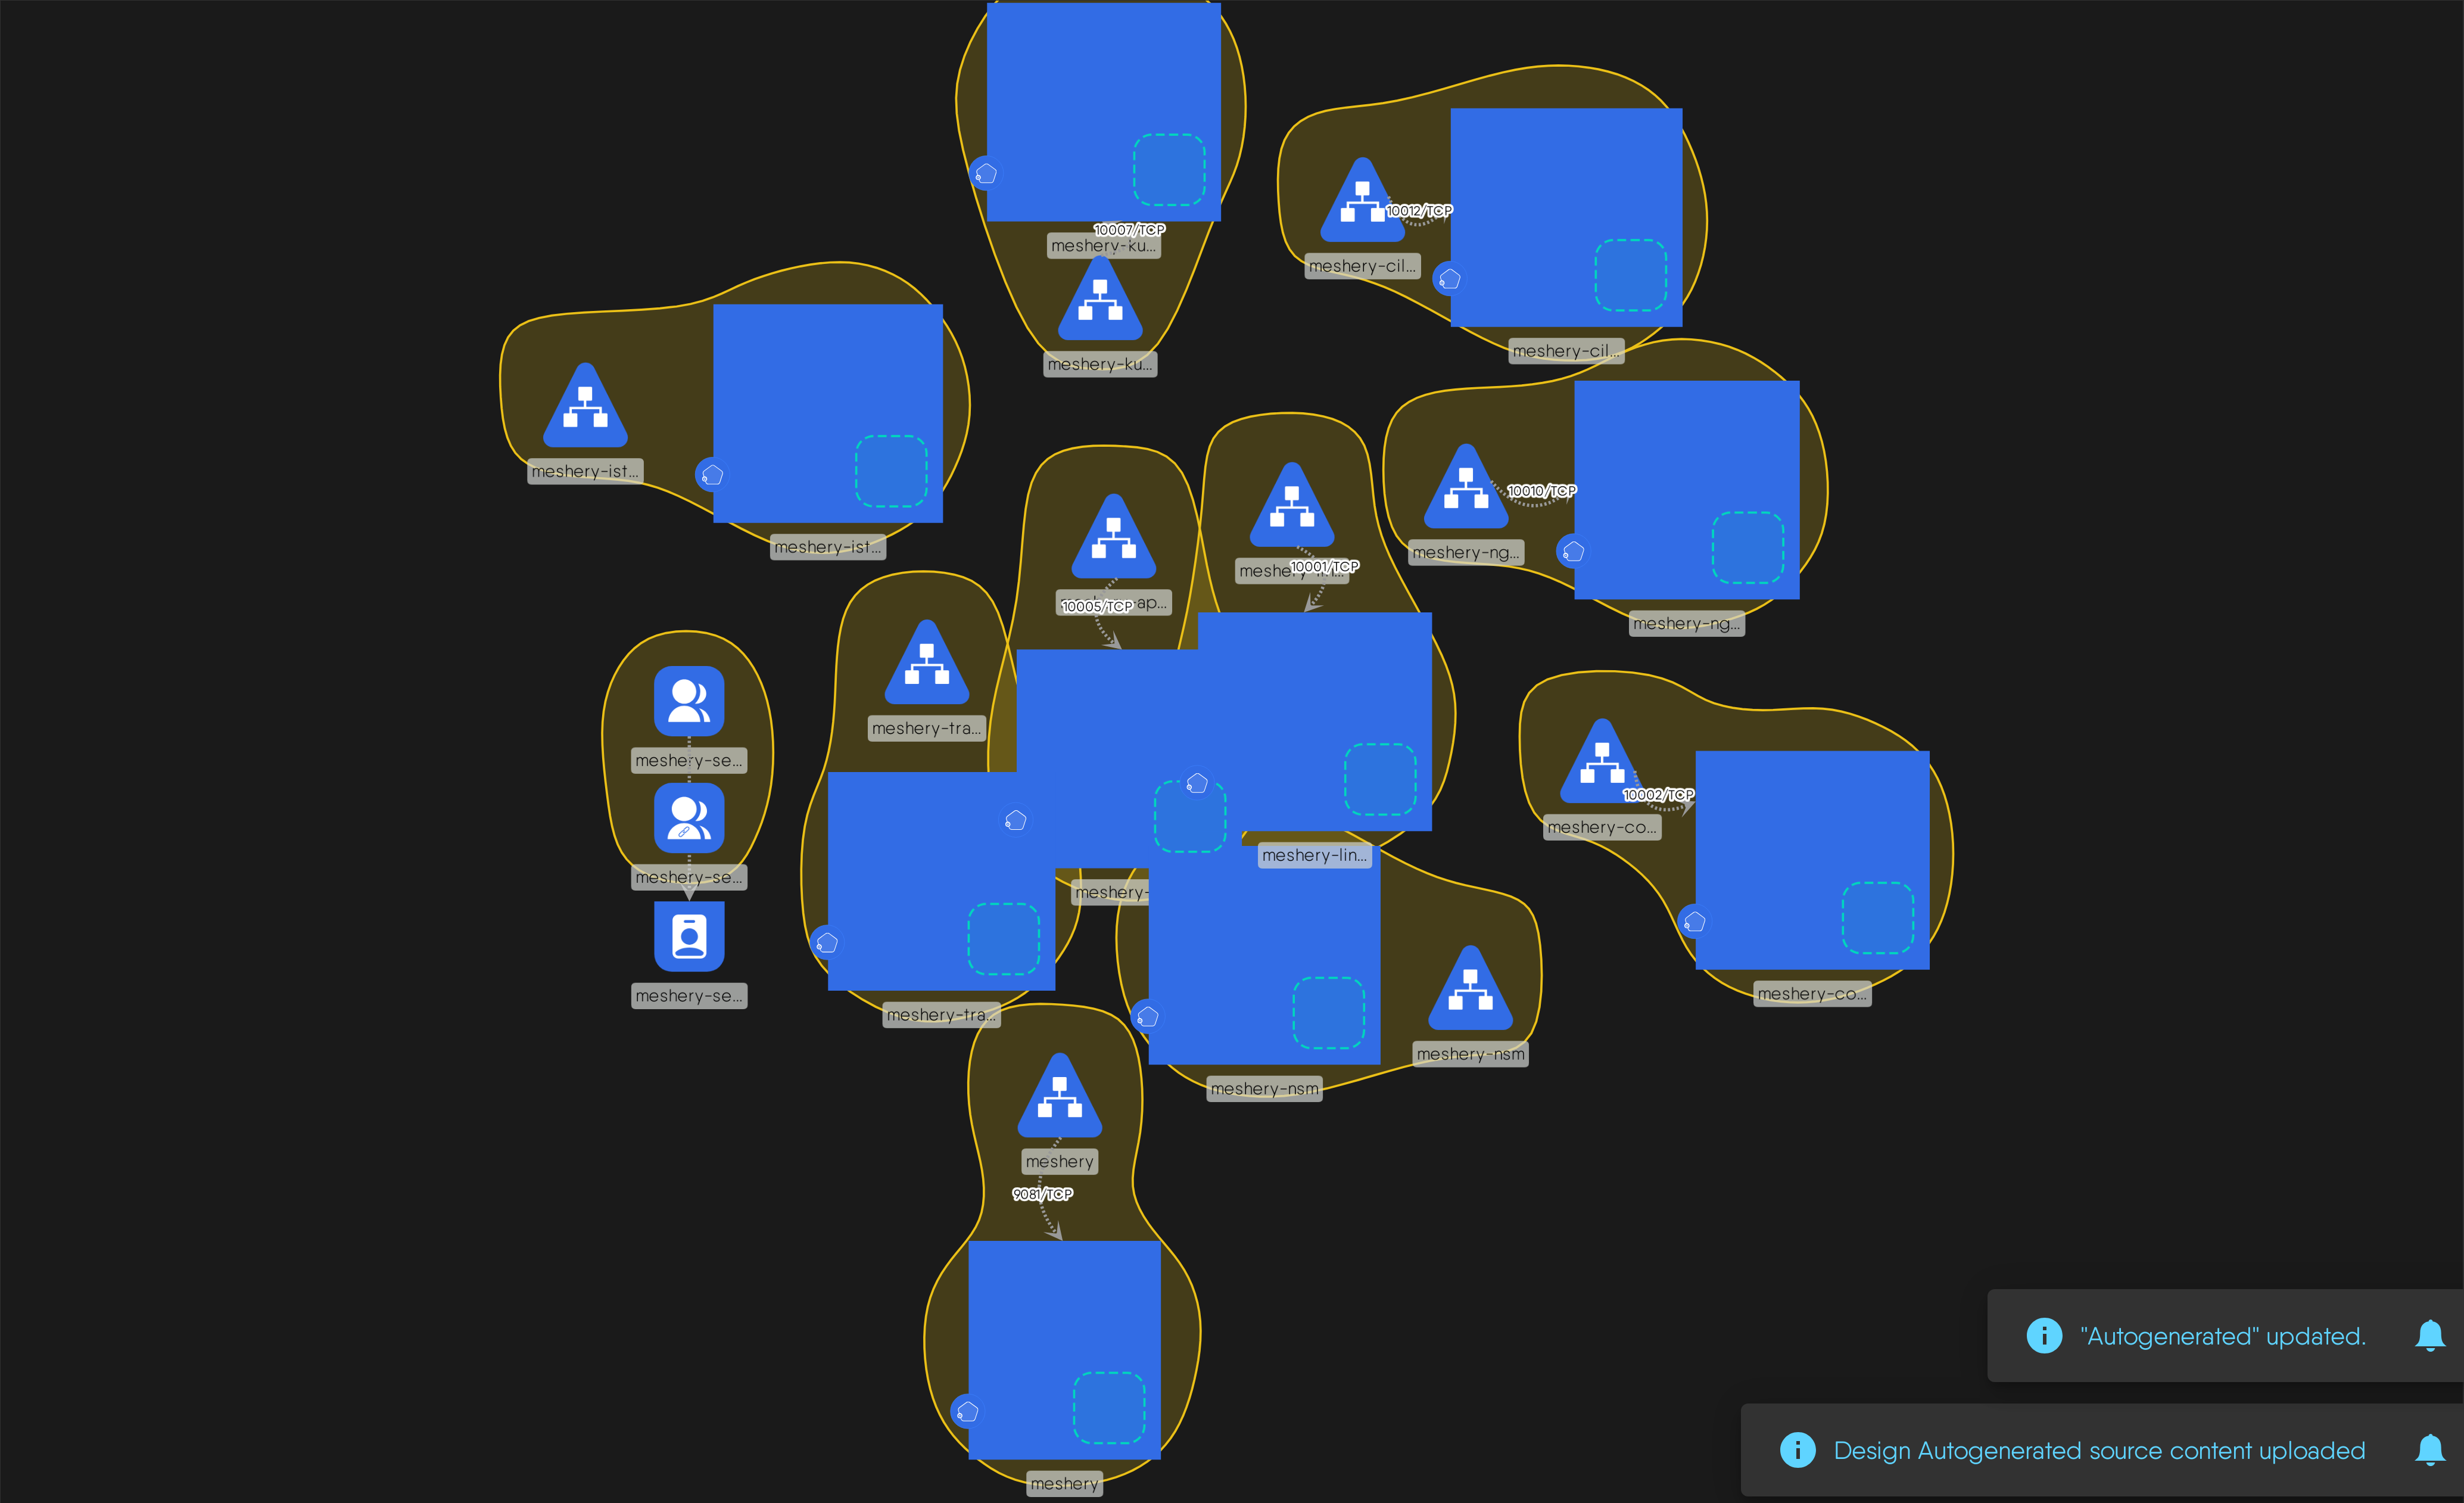 10007/TCP
meshery-ku...
meshery-ku...
10012/TCP
meshery-cil...
meshery-cil...
meshery-ist...
meshery-ist...
10010/TCP
meshery-ng...
meshery-ng...
10001/TCP
10005/TCP
meshery-tra...
meshery-se...
meshery-se...
meshery-se...
10002/TCP
meshery-co...
meshery-co...
meshery-lin...
meshery-
meshery-tra...
meshery-nsm
meshery-nsm
meshery
9081/TCP
meshery
"Autogenerated" updated.
Design Autogenerated source content uploaded